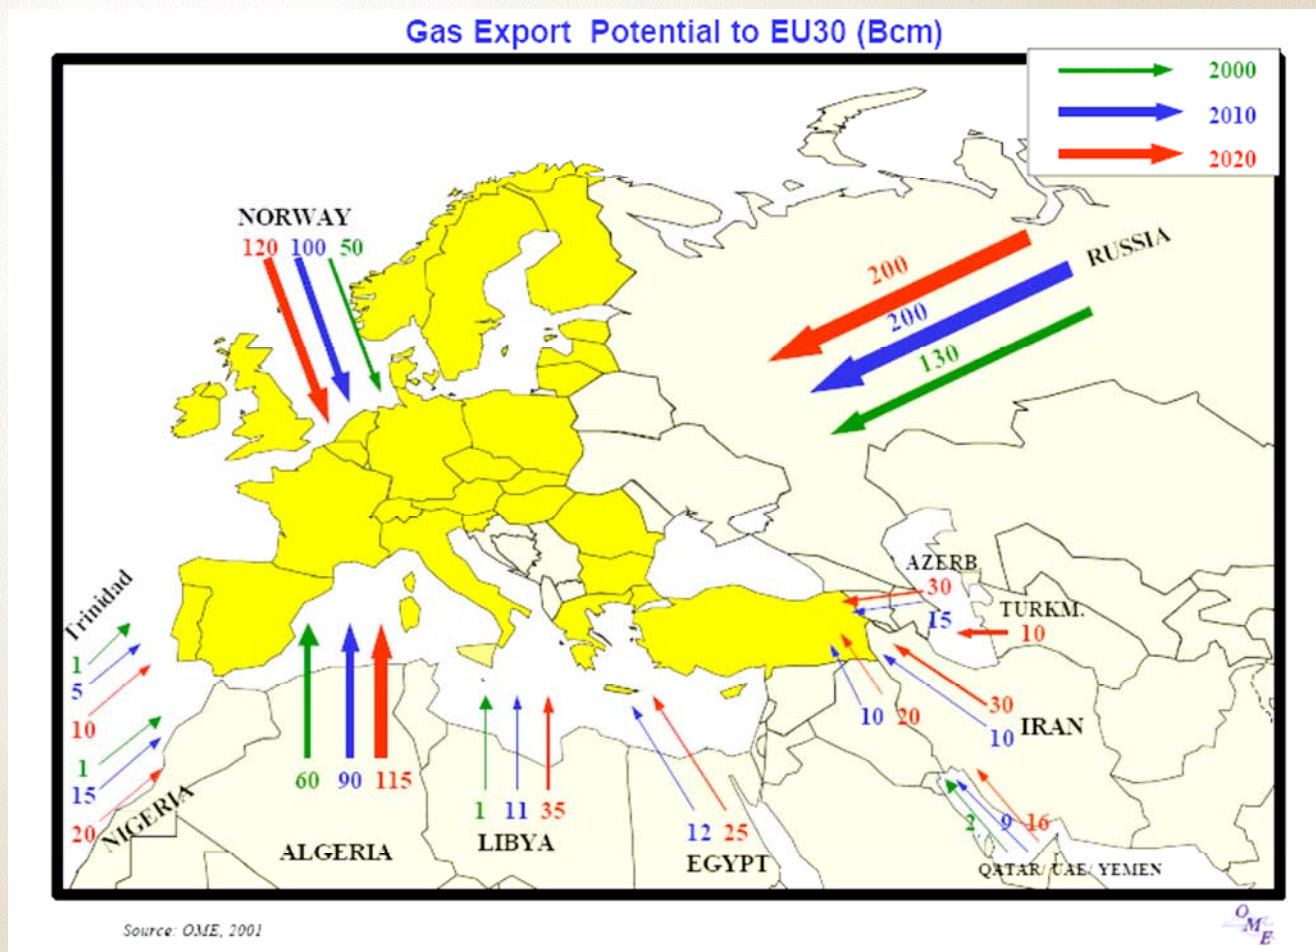 Gas Export Potential to EU30 (Bcm)
2000
2010
2020
NORWAY
120 100 50
RUSSIA
200
200
130
AZERB.
30
15
TURKM.
10
Trinidad
1
5
10
1
15
20
NIGERIA
60 90 115
ALGERIA
1 11 35
LIBYA
12 25
EGYPT
10 20
30
10
IRAN
2 9 16
QATAR/ UAE/ YEMEN
Source: OME, 2001
OME